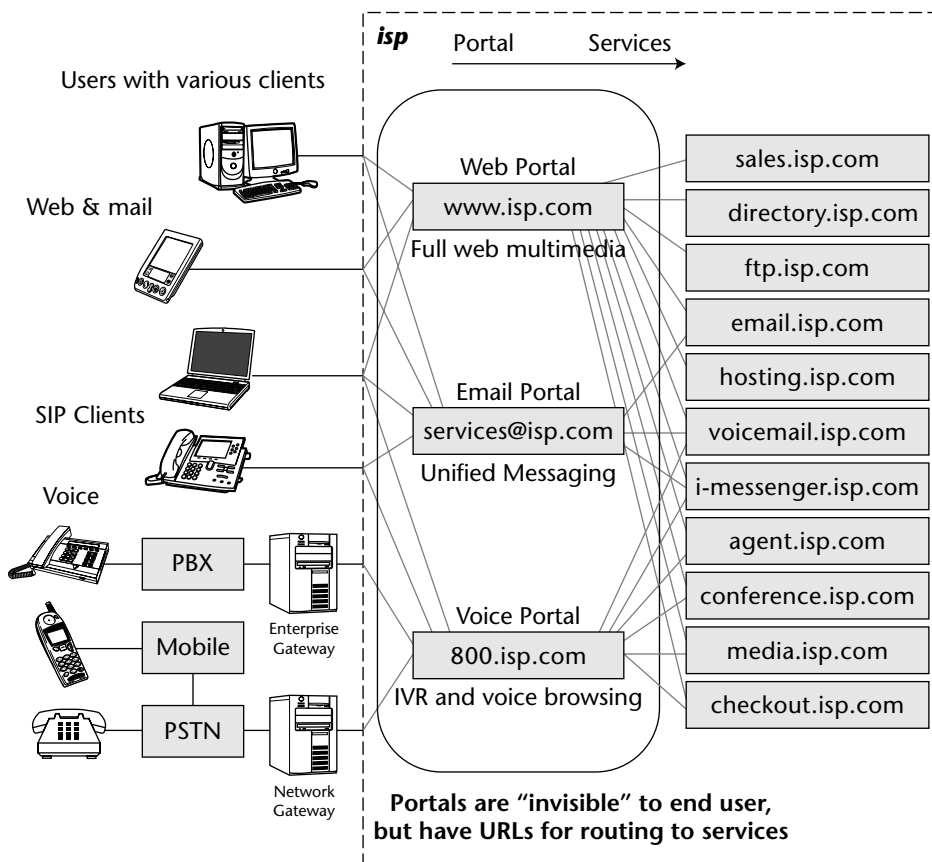 isp
Portal
Services
Users with various clients
Web & mail
SIP Clients
Voice
PBX
Enterprise
Gateway
Mobile
PSTN
Network
Gateway
Web Portal
www.isp.com
Full web multimedia
Email Portal
services@isp.com
Unified Messaging
Voice Portal
800.isp.com
IVR and voice browsing
sales.isp.com
directory.isp.com
ftp.isp.com
email.isp.com
hosting.isp.com
voicemail.isp.com
i-messenger.isp.com
agent.isp.com
conference.isp.com
media.isp.com
checkout.isp.com
Portals are “invisible” to end user,
but have URLs for routing to services